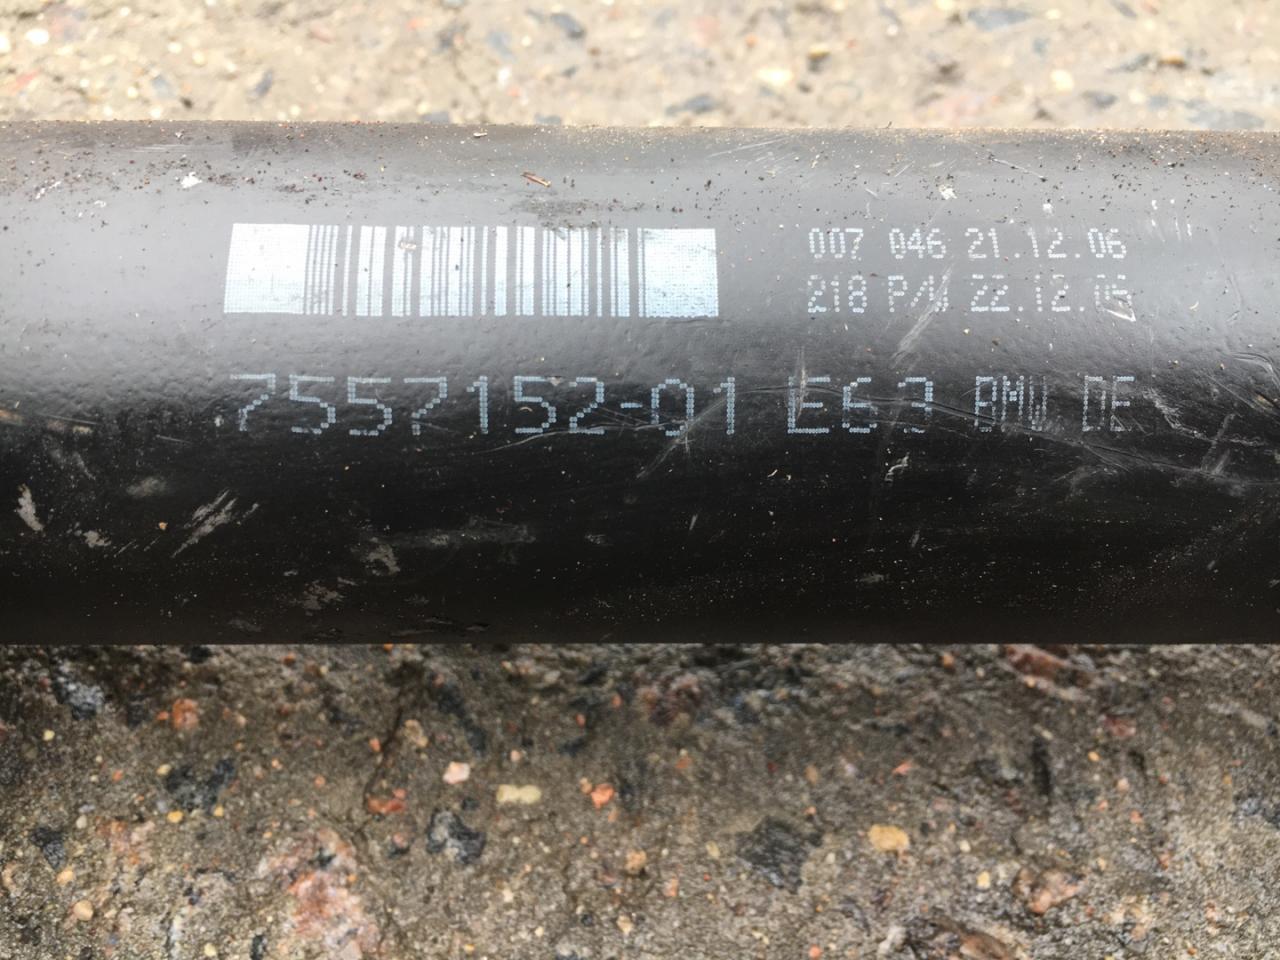 007 046 21.12.06
218 P/W 22.12.06
7557152-01 E63 BMW DE